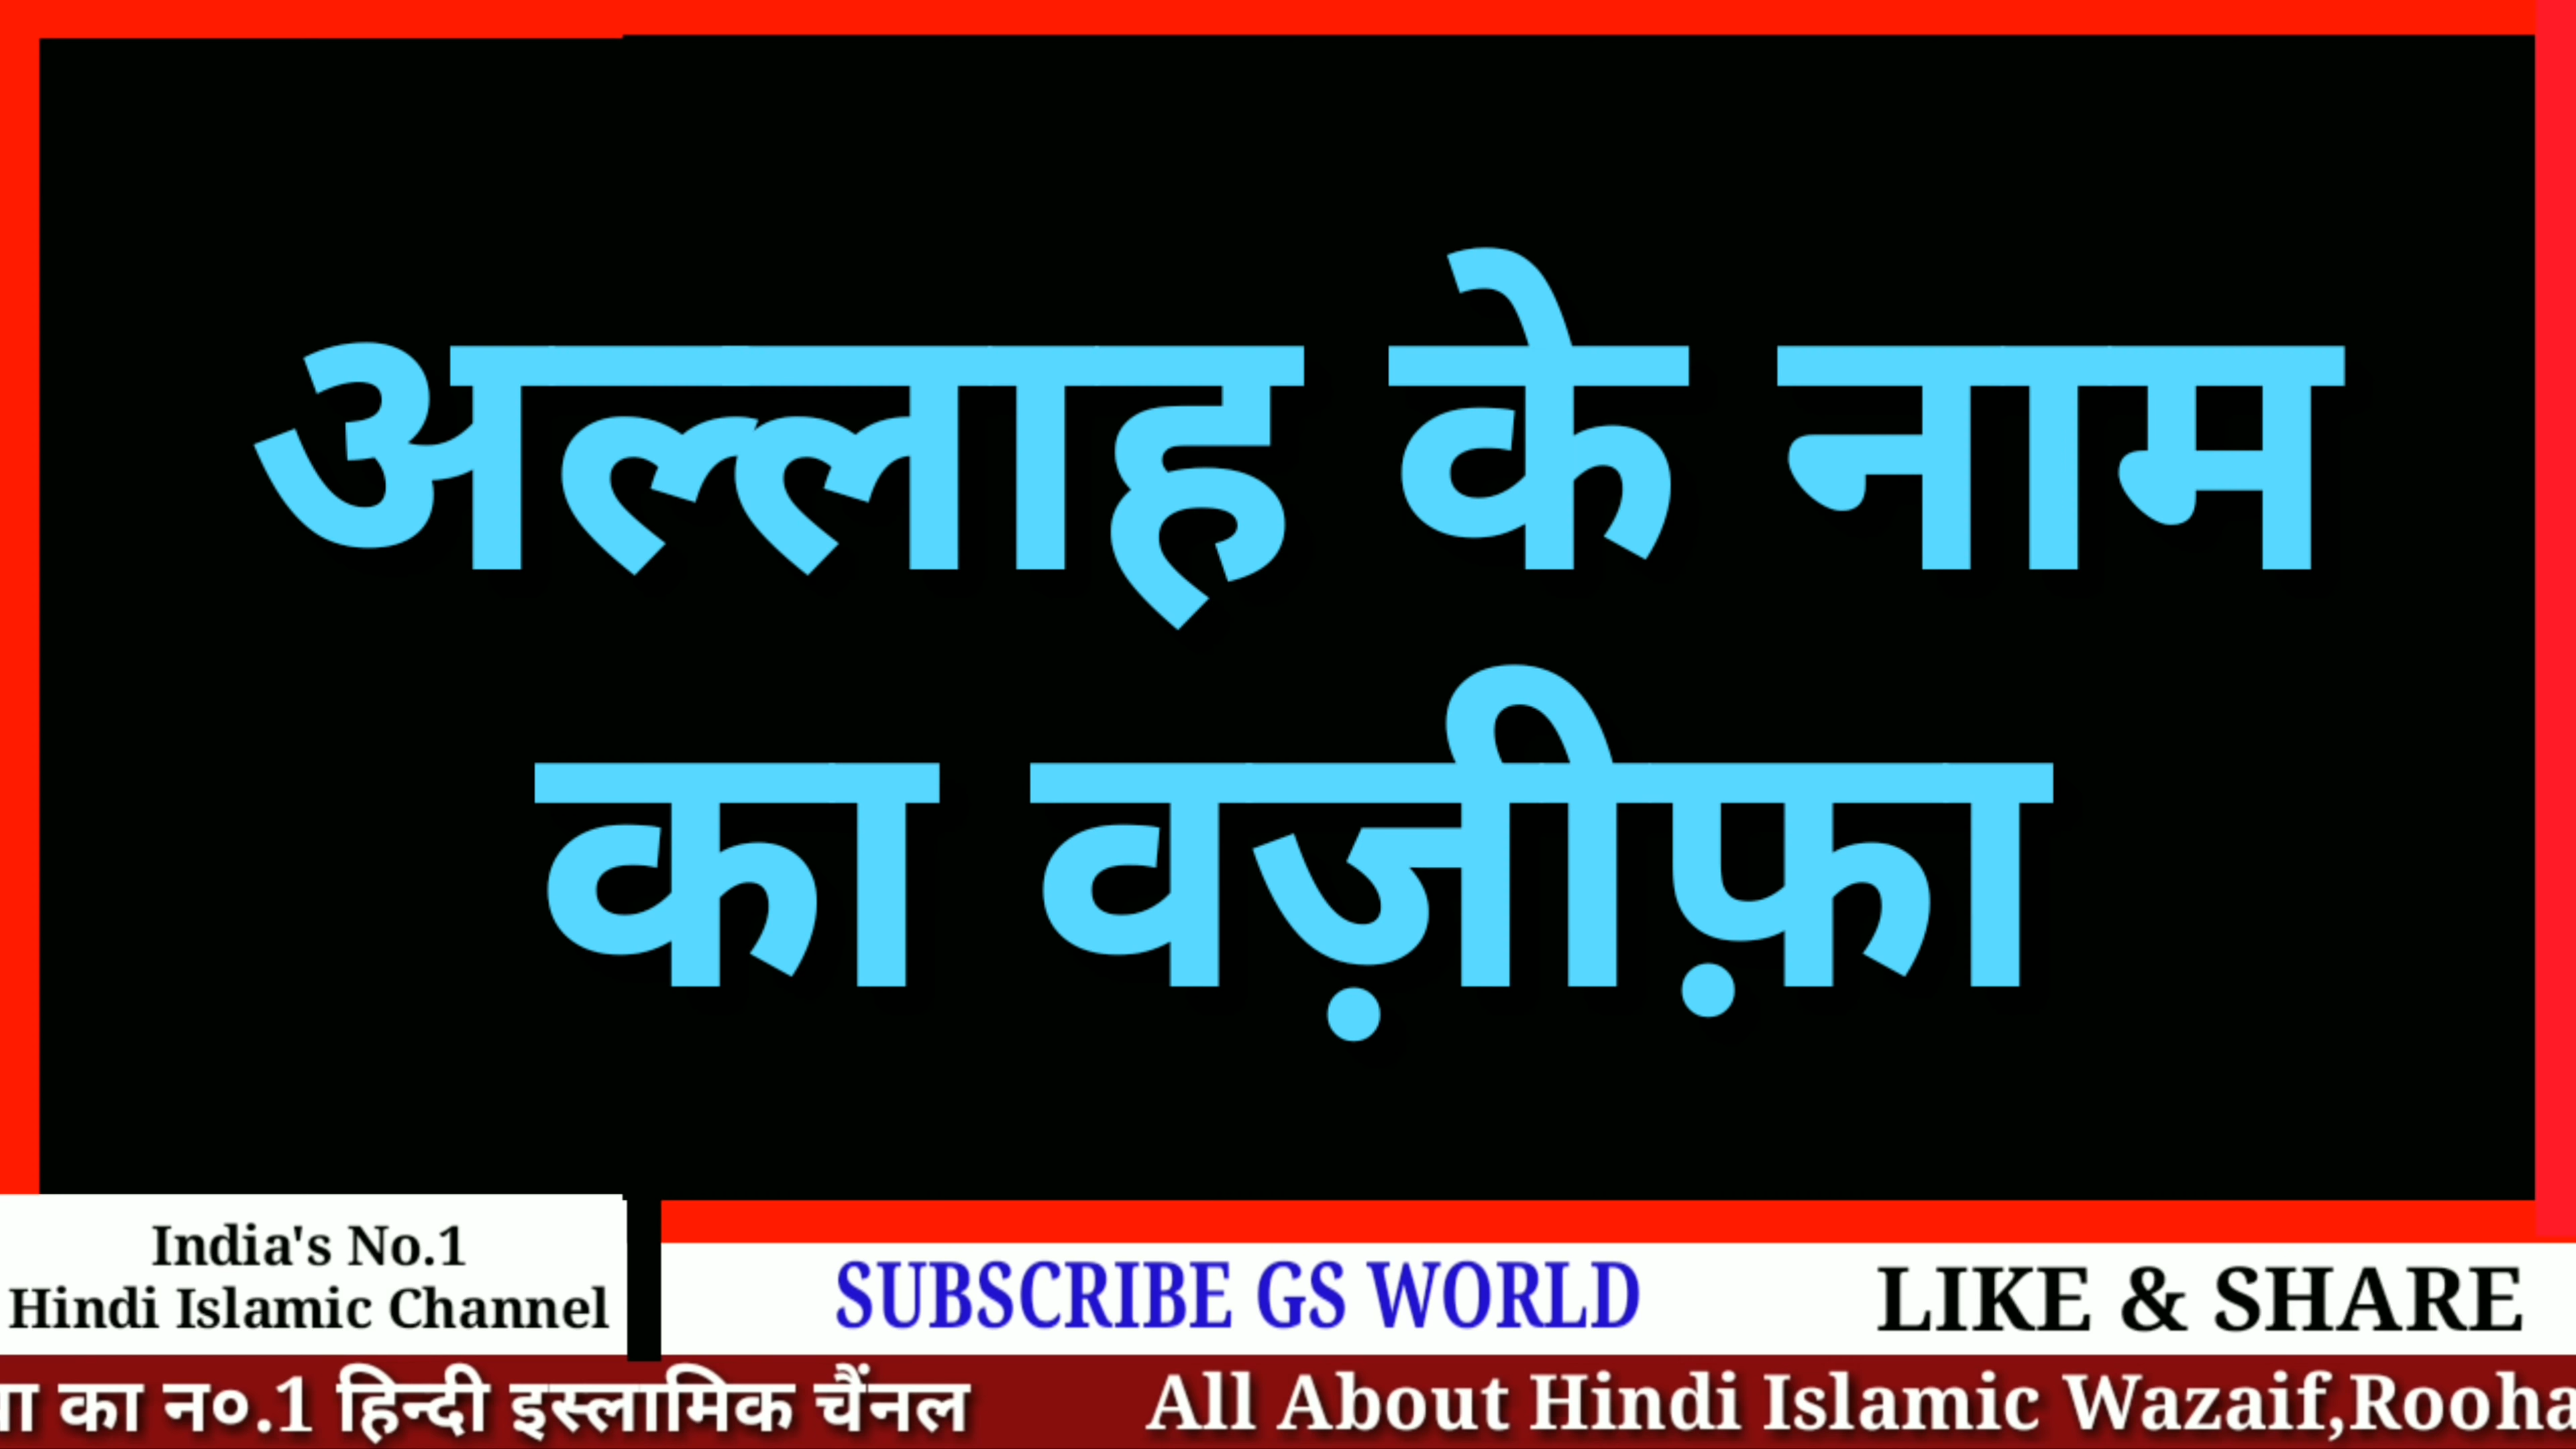 अल्लाह के नाम
का वज़ीफ़ा
India's No.1
Hindi Islamic Channel
SUBSCRIBE GS WORLD
LIKE & SHARE
का न०.1 हिन्दी इस्लामिक चैंनल
All About Hindi Islamic Wazaif,